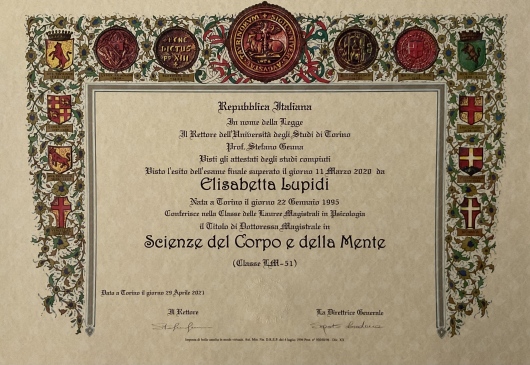 Repubblica Italiana
In nome della Legge
Il Rettore dell'Università degli Studi di Torino
Prof. Stefano Geuna
Visti gli attestati degli studi compiuti
Visto l'esito dell'esame finale superato il giorno 11 Marzo 2020 da
Elisabetta Lupidi
Nata a Torino il giorno 22 Gennaio 1995
Conferisce nella Classe delle Lauree Magistrali in Psicologia
il Titolo di Dottoressa Magistrale in
Scienze del Corpo e della Mente
(Classe LM-51)
Dato a Torino il giorno 29 Aprile 2021
Il Rettore
La Direttrice Generale